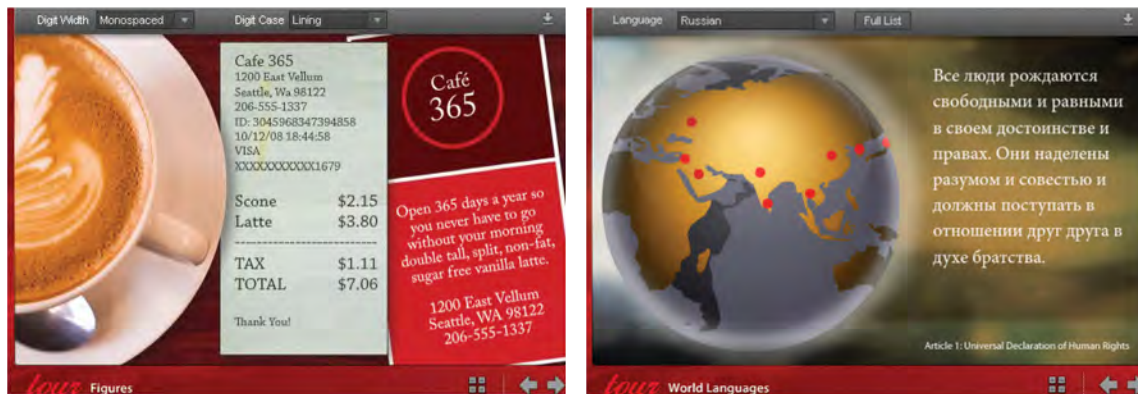 Digit Width Monospaced Digit Case Lining
Cafe 365
1200 East Vellum
Seattle, Wa 98122
206-555-1337
ID: 3045968347394858
10/12/08 18:44:58
VISA
XXXXXXXXXXX1679
Scone $2.15
Latte $3.80
-------------------------
TAX $1.11
TOTAL $7.06
Thank You!
Café
365
Open 365 days a year so
you never have to go
without your morning
double tall, split, non-fat,
sugar free vanilla latte.
1200 East Vellum
Seattle, WA 98122
206-555-1337
tour Figures
Language Russian Full List
Все люди рождаются
свободными и равными
в своем достоинстве и
правах. Они наделены
разумом и совестью и
должны поступать в
отношении друг друга в
духе братства.
Article 1: Universal Declaration of Human Rights
tour World Languages